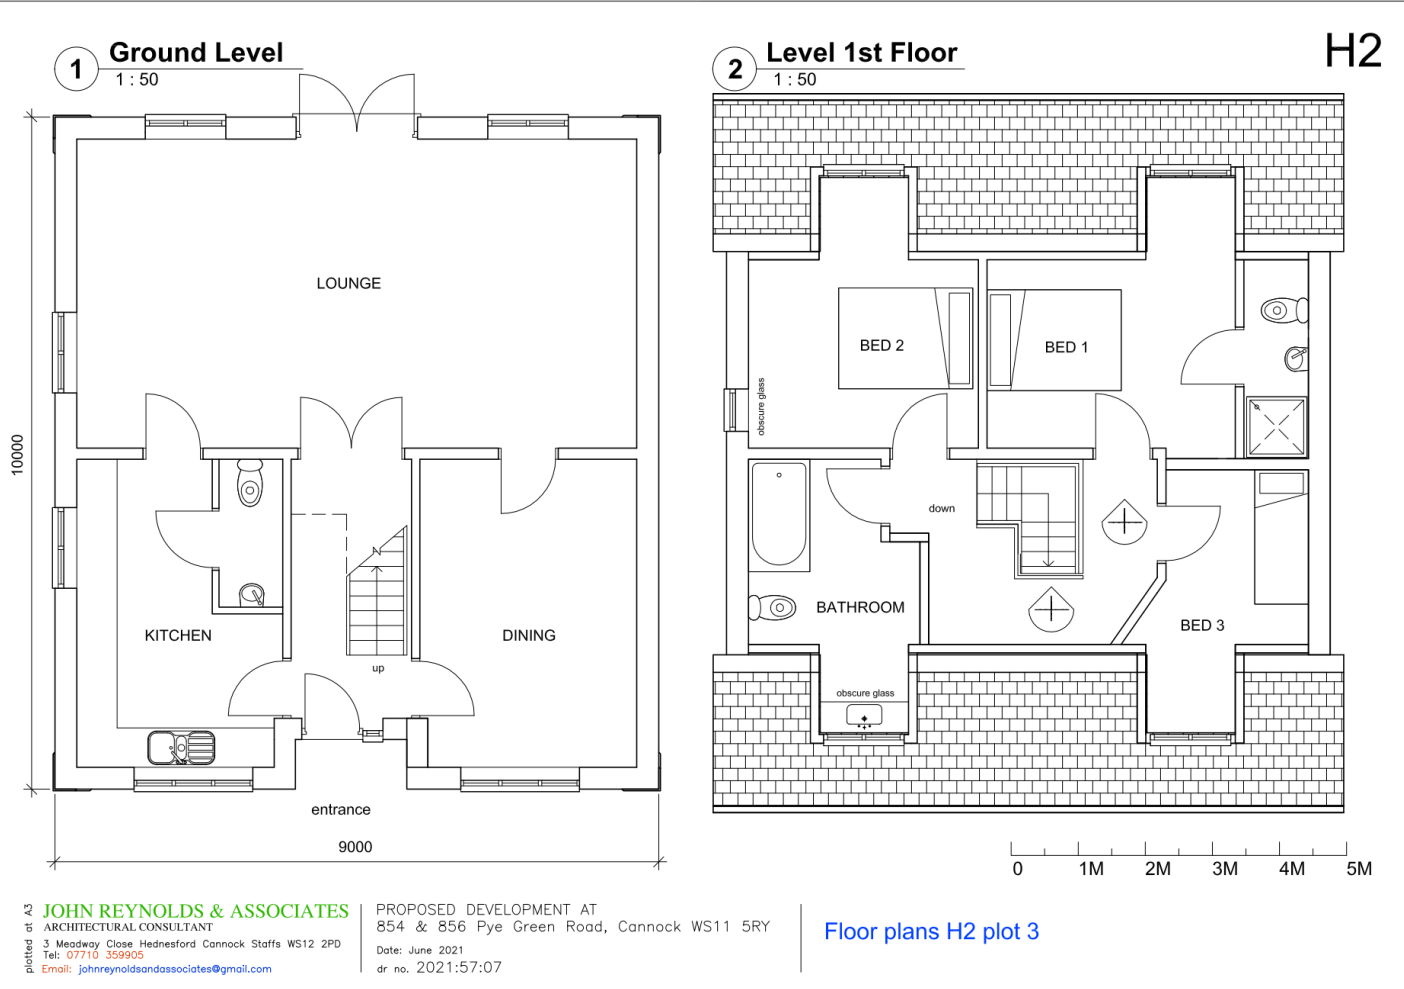 1
Ground Level
1 : 50
2
Level 1st Floor
1 : 50
H2
LOUNGE
10000
KITCHEN
DINING
up
entrance
9000
BED 2
BED 1
obscure glass
down
BATHROOM
BED 3
obscure glass
0 1M 2M 3M 4M 5M
plotted at A3
JOHN REYNOLDS & ASSOCIATES
ARCHITECTURAL CONSULTANT
3 Meadway Close Hednesford Cannock Staffs WS12 2PD
Tel: 07710 359905
Email: johnreynoldsandassociates@gmail.com
PROPOSED DEVELOPMENT AT
854 & 856 Pye Green Road, Cannock WS11 5RY
Date: June 2021
dr no. 2021:57:07
Floor plans H2 plot 3